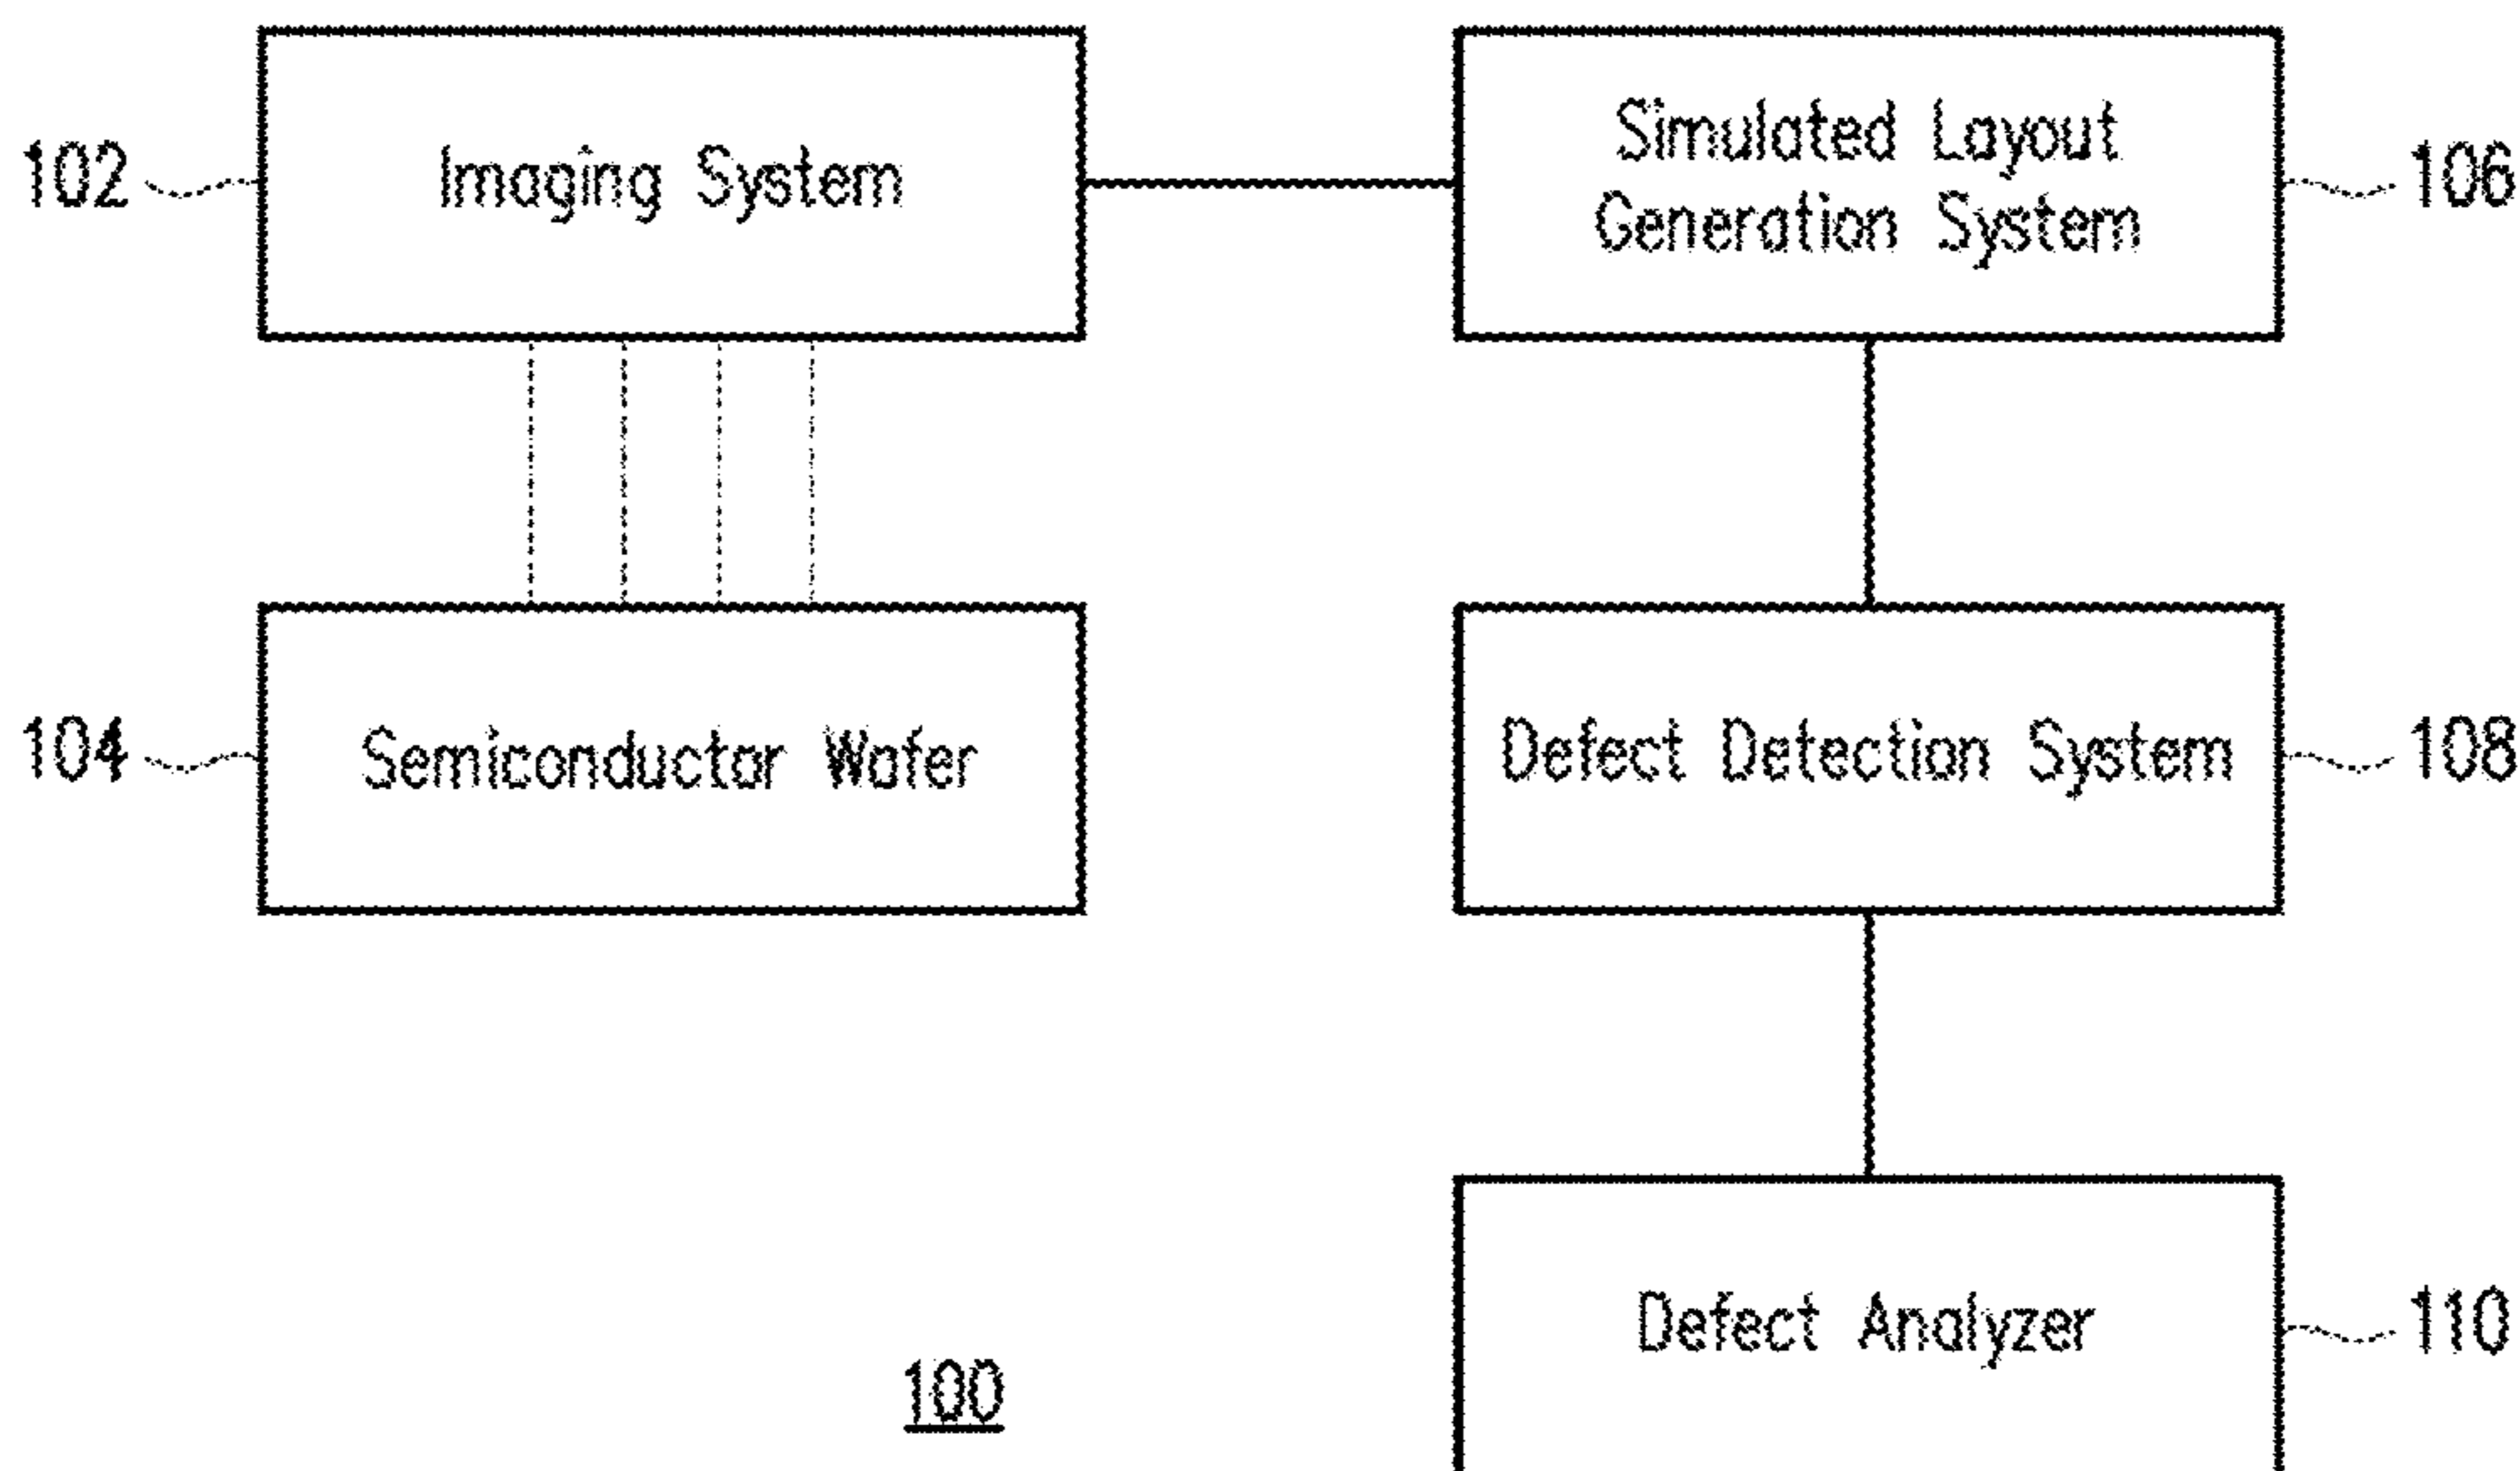 102
Imaging System
Simulated Layout
Generation System
106
104
Semiconductor Wafer
Defect Detection System
108
Defect Analyzer
110
100